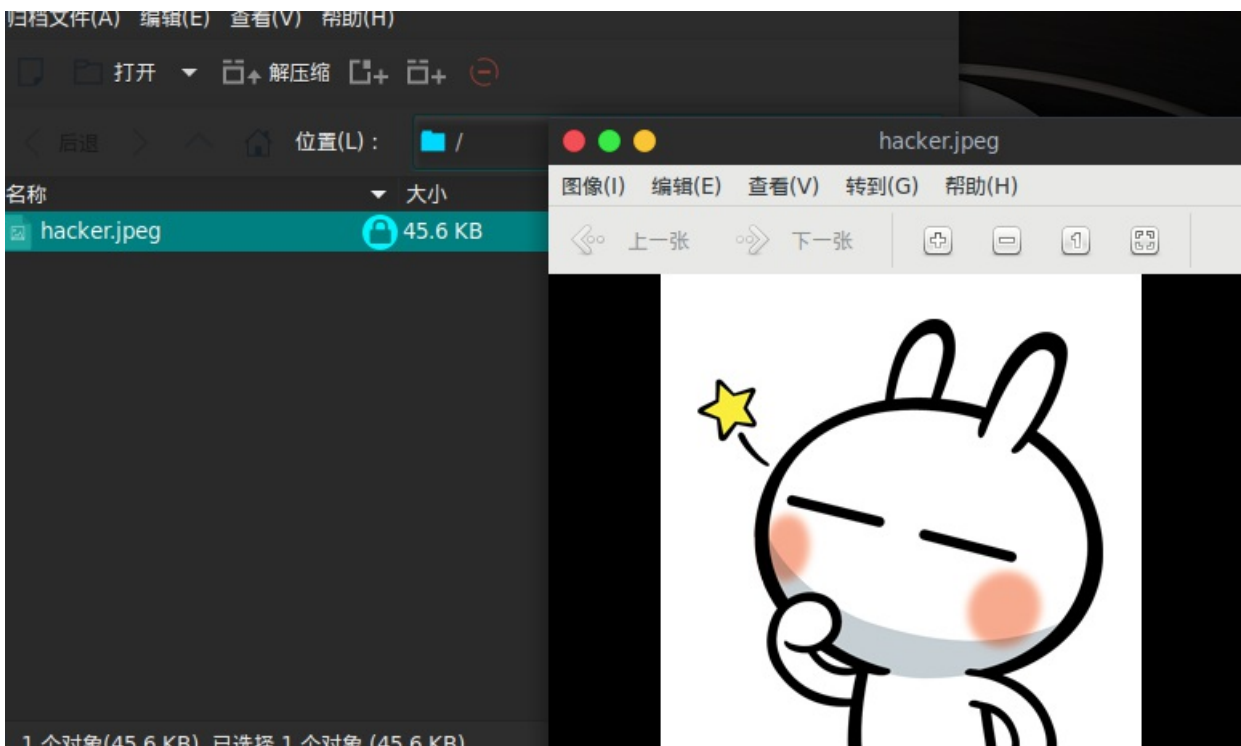 归档文件(A) 编辑(E) 查看(V) 帮助(H)
打开 解压缩
后退 位置(L)： /
名称 大小
hacker.jpeg 45.6 KB
1 个对象(45.6 KB)，已选择 1 个对象 (45.6 KB)
hacker.jpeg
图像(I) 编辑(E) 查看(V) 转到(G) 帮助(H)
上一张 下一张